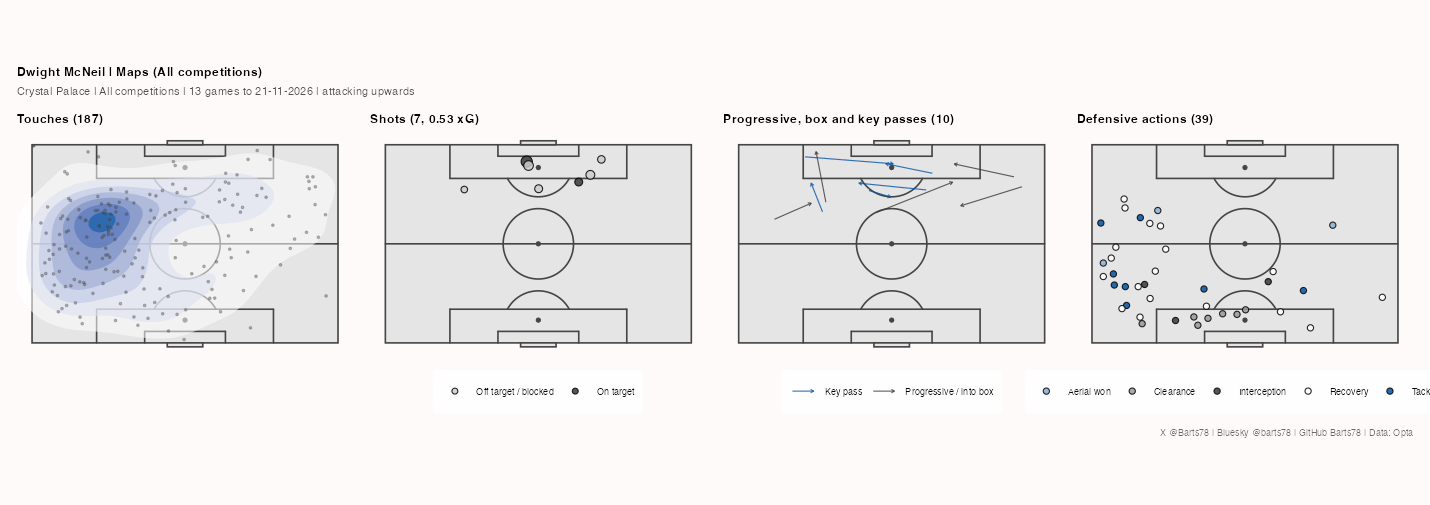 Dwight McNeil | Maps (All competitions)
Crystal Palace | All competitions | 13 games to 21-11-2026 | attacking upwards
Touches (187)
Shots (7, 0.53 xG)
Progressive, box and key passes (10)
Defensive actions (39)
Off target / blocked
On target
Key pass
Progressive / into box
Aerial won
Clearance
Interception
Recovery
Tack
X @Barts78 | Bluesky @barts78 | GitHub Barts78 | Data: Opta